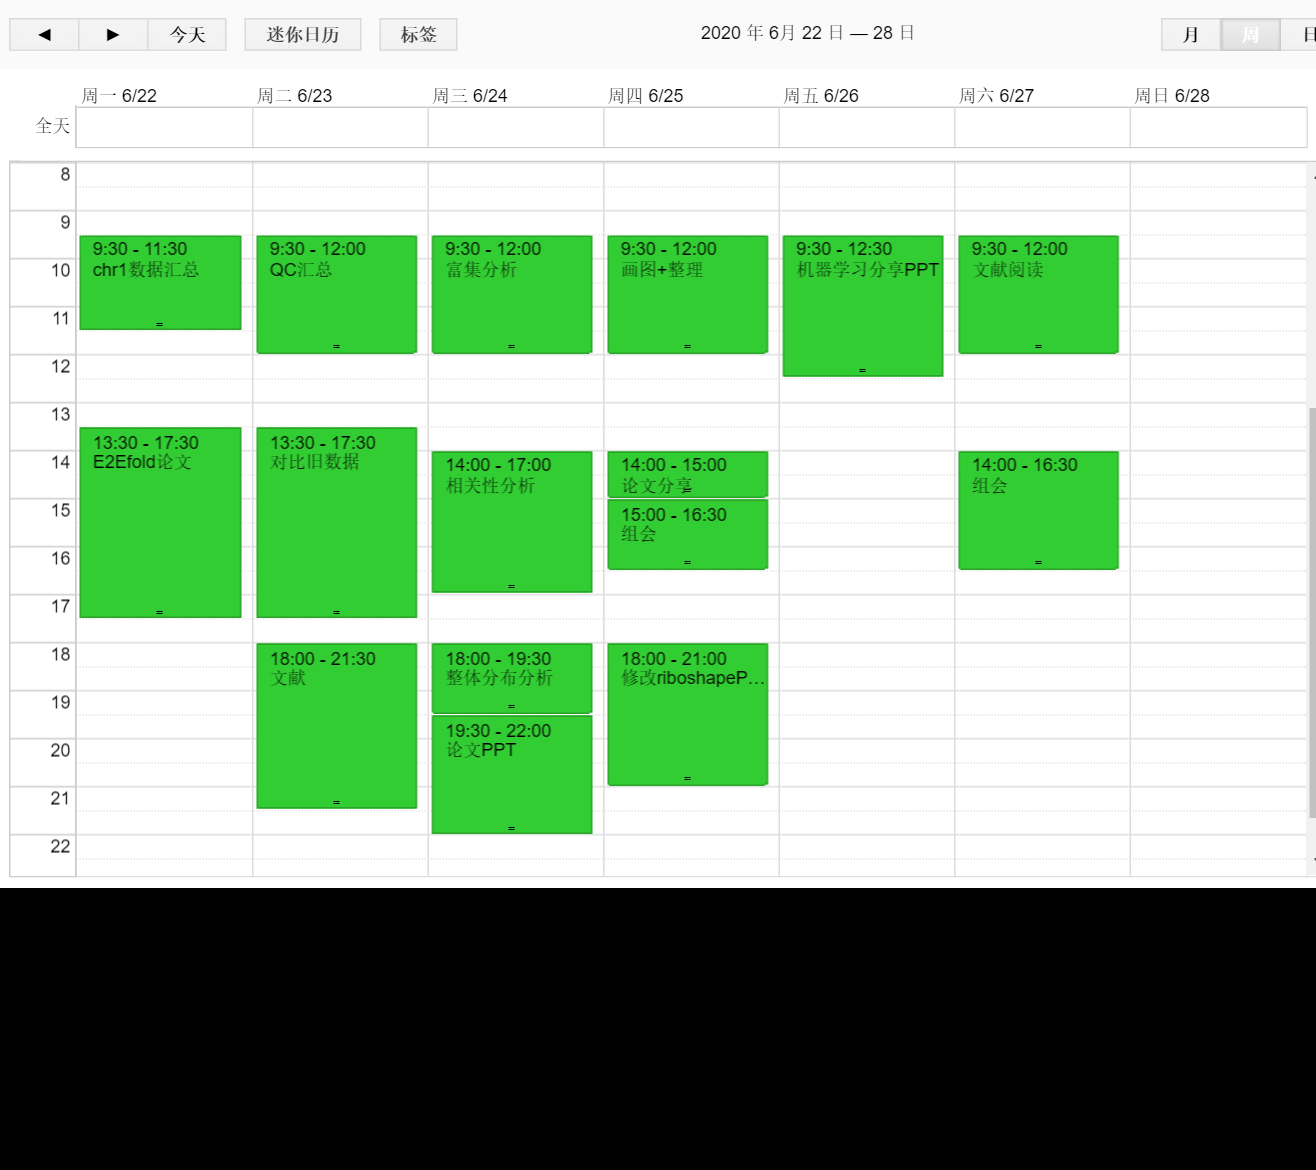 ◄ ► 今天 迷你日历 标签 2020 年 6月 22 日 — 28 日 月 周 日
周一 6/22 周二 6/23 周三 6/24 周四 6/25 周五 6/26 周六 6/27 周日 6/28
全天
8
9
9:30 - 11:30
chr1数据汇总
9:30 - 12:00
QC汇总
9:30 - 12:00
富集分析
9:30 - 12:00
画图+整理
9:30 - 12:30
机器学习分享PPT
9:30 - 12:00
文献阅读
10
11
12
13
13:30 - 17:30
E2Efold论文
13:30 - 17:30
对比旧数据
14
14:00 - 17:00
相关性分析
14:00 - 15:00
论文分享
14:00 - 16:30
组会
15
15:00 - 16:30
组会
16
17
18
18:00 - 21:30
文献
18:00 - 19:30
整体分布分析
18:00 - 21:00
修改riboshapeP...
19
19:30 - 22:00
论文PPT
20
21
22